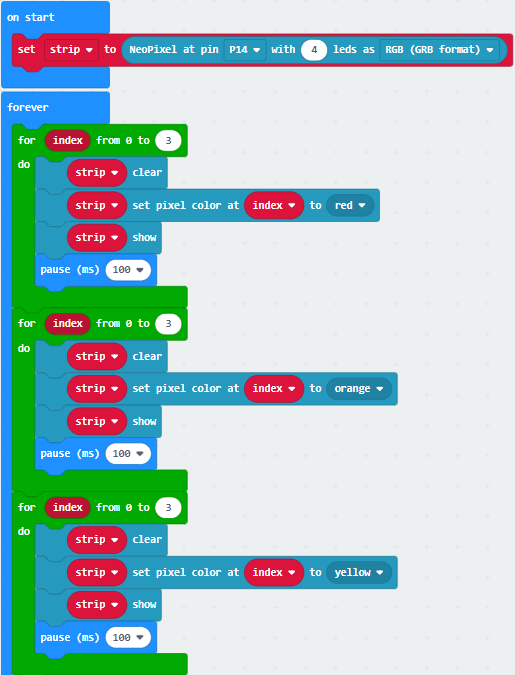 on start
set strip to NeoPixel at pin P14 with 4 leds as RGB (GRB format)
forever
for index from 0 to 3
do
strip clear
strip set pixel color at index to red
strip show
pause (ms) 100
for index from 0 to 3
do
strip clear
strip set pixel color at index to orange
strip show
pause (ms) 100
for index from 0 to 3
do
strip clear
strip set pixel color at index to yellow
strip show
pause (ms) 100